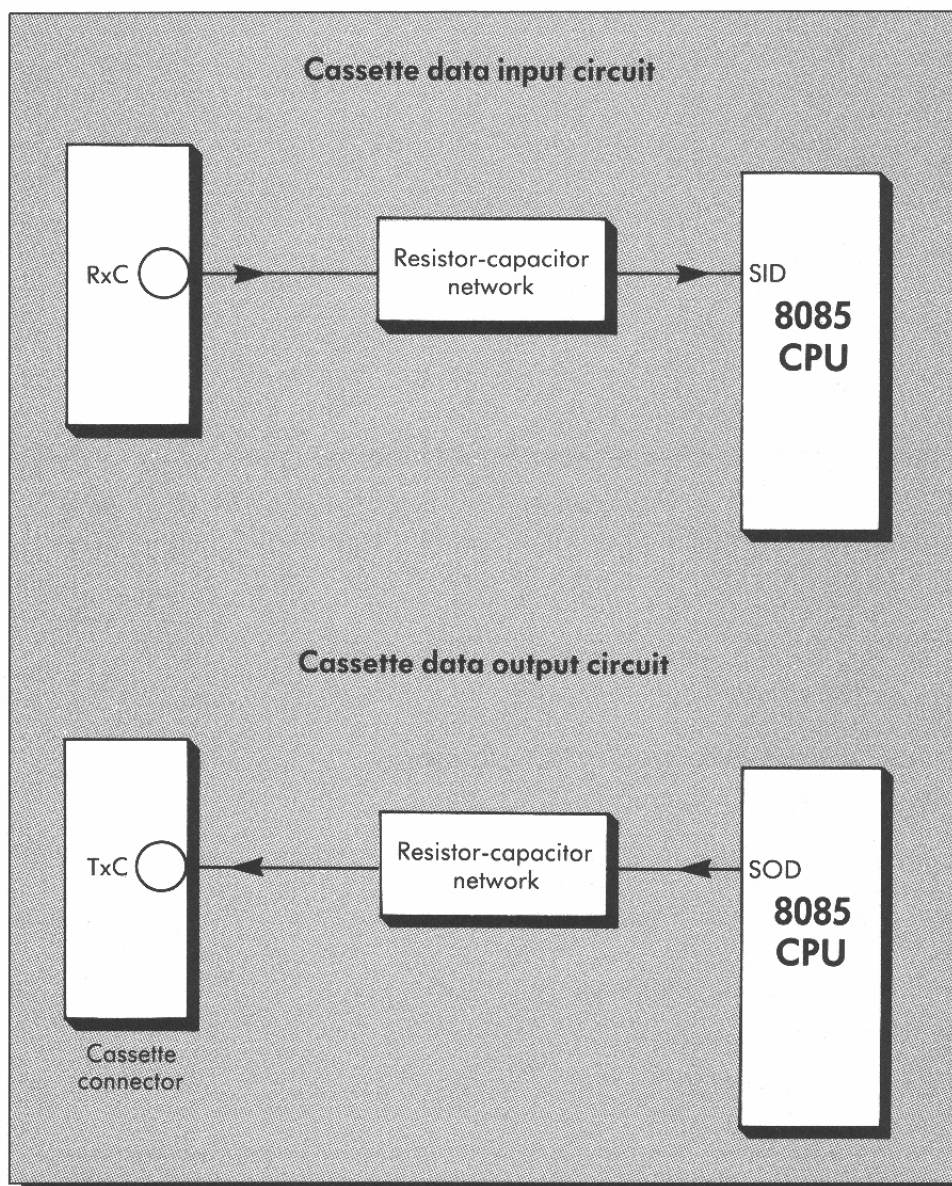 Cassette data input circuit
RxC
Resistor-capacitor
network
SID
8085
CPU
Cassette data output circuit
TxC
Resistor-capacitor
network
SOD
8085
CPU
Cassette
connector